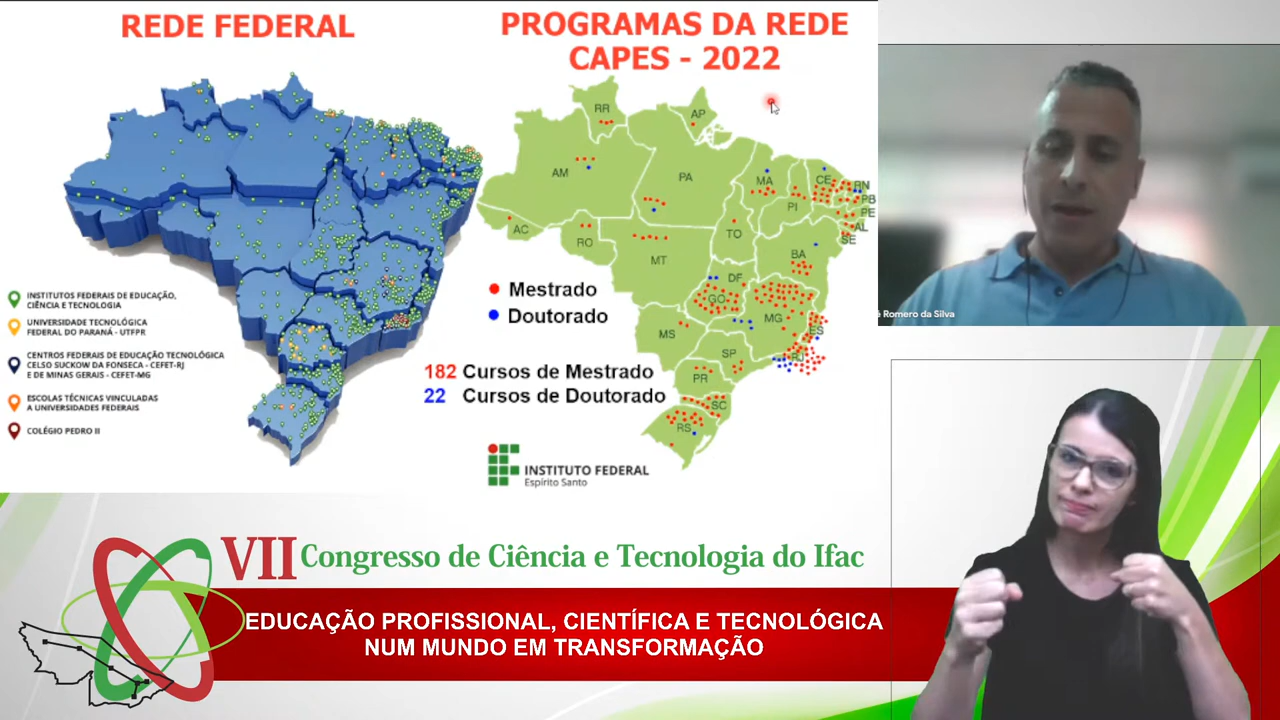 REDE FEDERAL
INSTITUTOS FEDERAIS DE EDUCAÇÃO,
CIÊNCIA E TECNOLOGIA
UNIVERSIDADE TECNOLÓGICA
FEDERAL DO PARANÁ - UTFPR
CENTROS FEDERAIS DE EDUCAÇÃO TECNOLÓGICA
CELSO SUCKOW DA FONSECA - CEFET-RJ
E DE MINAS GERAIS - CEFET-MG
ESCOLAS TÉCNICAS VINCULADAS
A UNIVERSIDADES FEDERAIS
COLÉGIO PEDRO II
PROGRAMAS DA REDE
CAPES - 2022
RR
AP
AM
PA
MA
CE
RN
PB
PI
PE
AC
AL
TO
SE
RO
BA
MT
DF
GO
MG
ES
MS
SP
RJ
PR
SC
RS
Mestrado
Doutorado
182 Cursos de Mestrado
22 Cursos de Doutorado
INSTITUTO FEDERAL
Espírito Santo
Romero da Silva
VII Congresso de Ciência e Tecnologia do Ifac
EDUCAÇÃO PROFISSIONAL, CIENTÍFICA E TECNOLÓGICA
NUM MUNDO EM TRANSFORMAÇÃO